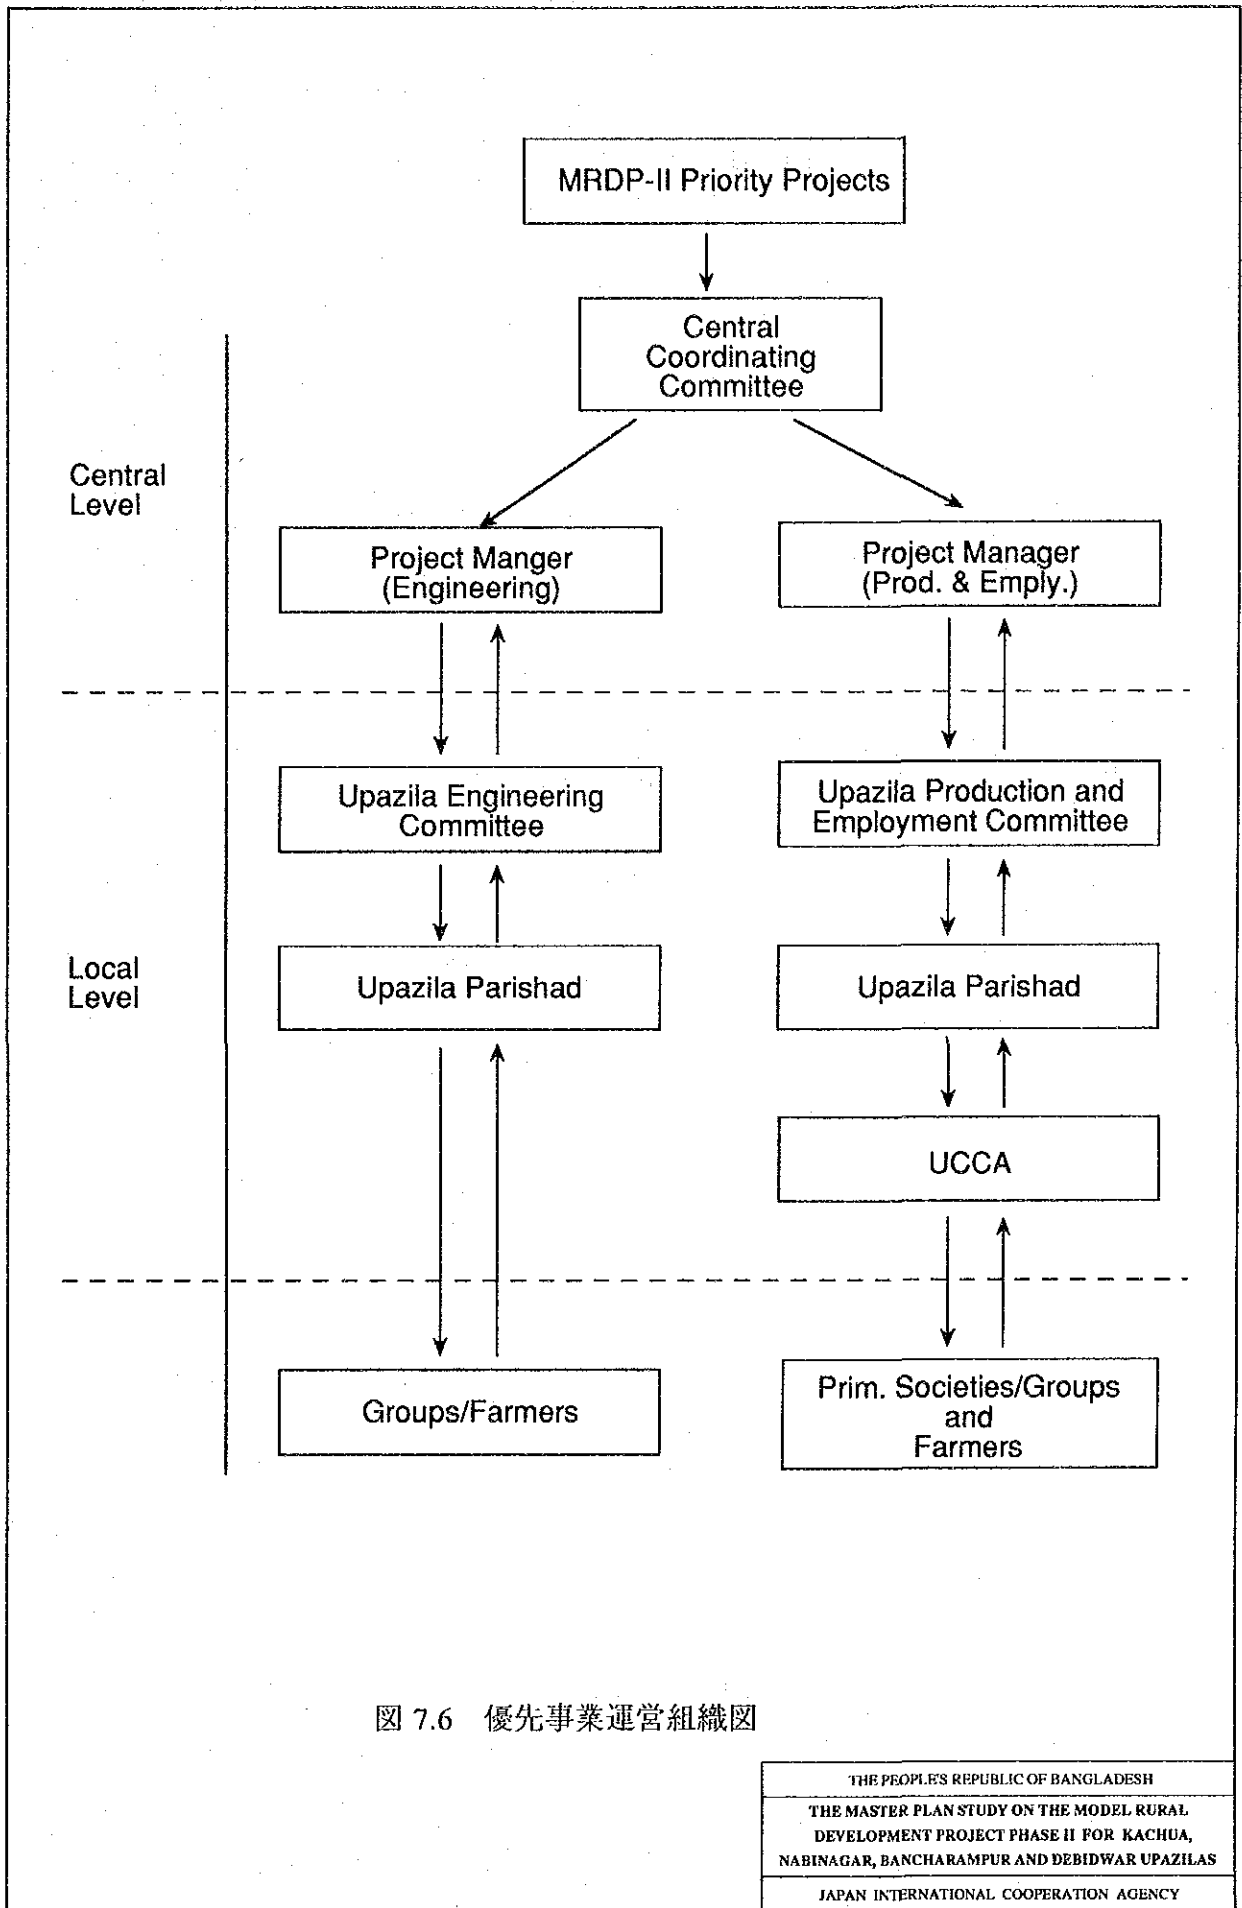 MRDP-II Priority Projects
Central
Coordinating
Committee
Central
Level
Project Manger
(Engineering)
Project Manager
(Prod. & Emply.)
Upazila Engineering
Committee
Upazila Production and
Employment Committee
Local
Level
Upazila Parishad
Upazila Parishad
UCCA
Groups/Farmers
Prim. Societies/Groups
and
Farmers
図 7.6 優先事業運営組織図
THE PEOPLE'S REPUBLIC OF BANGLADESH
THE MASTER PLAN STUDY ON THE MODEL RURAL
DEVELOPMENT PROJECT PHASE II FOR KACHUA,
NABINAGAR, BANCHARAMPUR AND DEBIDWAR UPAZILAS
JAPAN INTERNATIONAL COOPERATION AGENCY